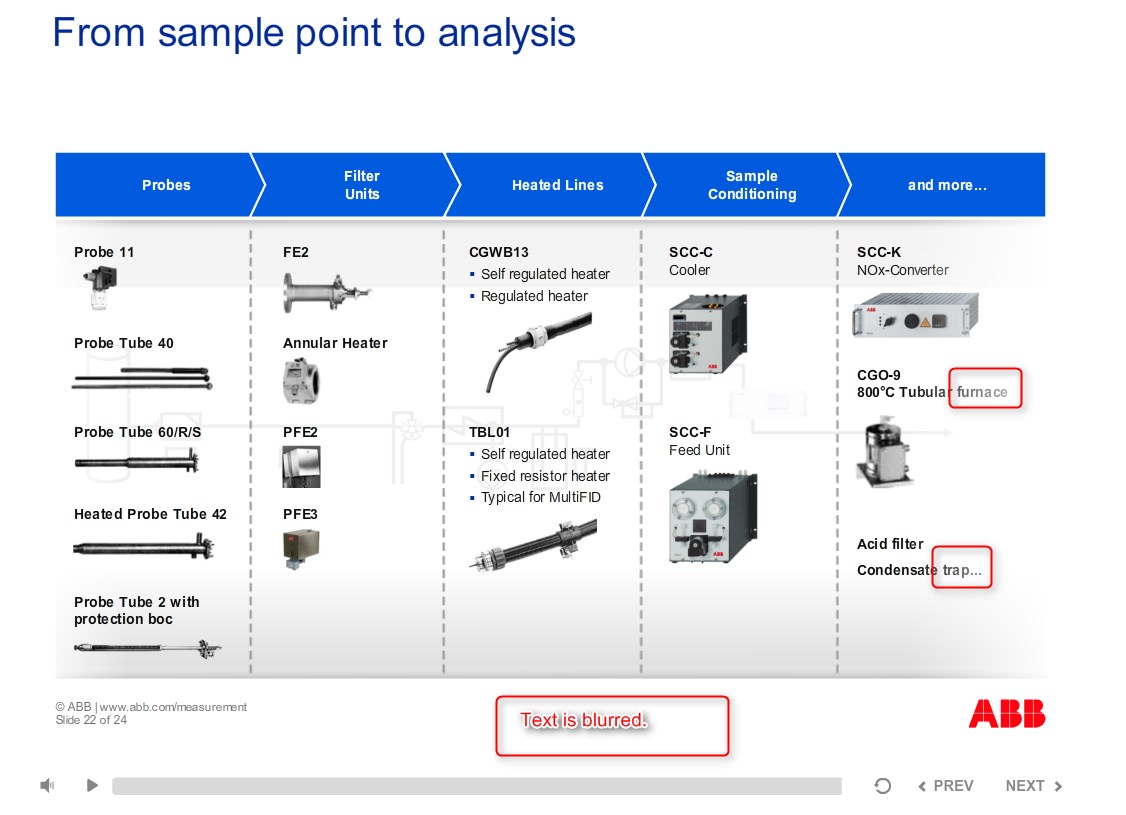 From sample point to analysis
Probes
Filter
Units
Heated Lines
Sample
Conditioning
and more...
Probe 11
Probe Tube 40
Probe Tube 60/R/S
Heated Probe Tube 42
Probe Tube 2 with
protection boc
FE2
Annular Heater
PFE2
PFE3
CGWB13
Self regulated heater
Regulated heater
TBL01
Self regulated heater
Fixed resistor heater
Typical for MultiFID
SCC-C
Cooler
ABB
SCC-F
Feed Unit
ABB
SCC-K
NOx-Converter
ABB
CGO-9
800°C Tubular furnace
Acid filter
Condensate trap...
© ABB | www.abb.com/measurement
Slide 22 of 24
Text is blurred.
ABB
PREV
NEXT